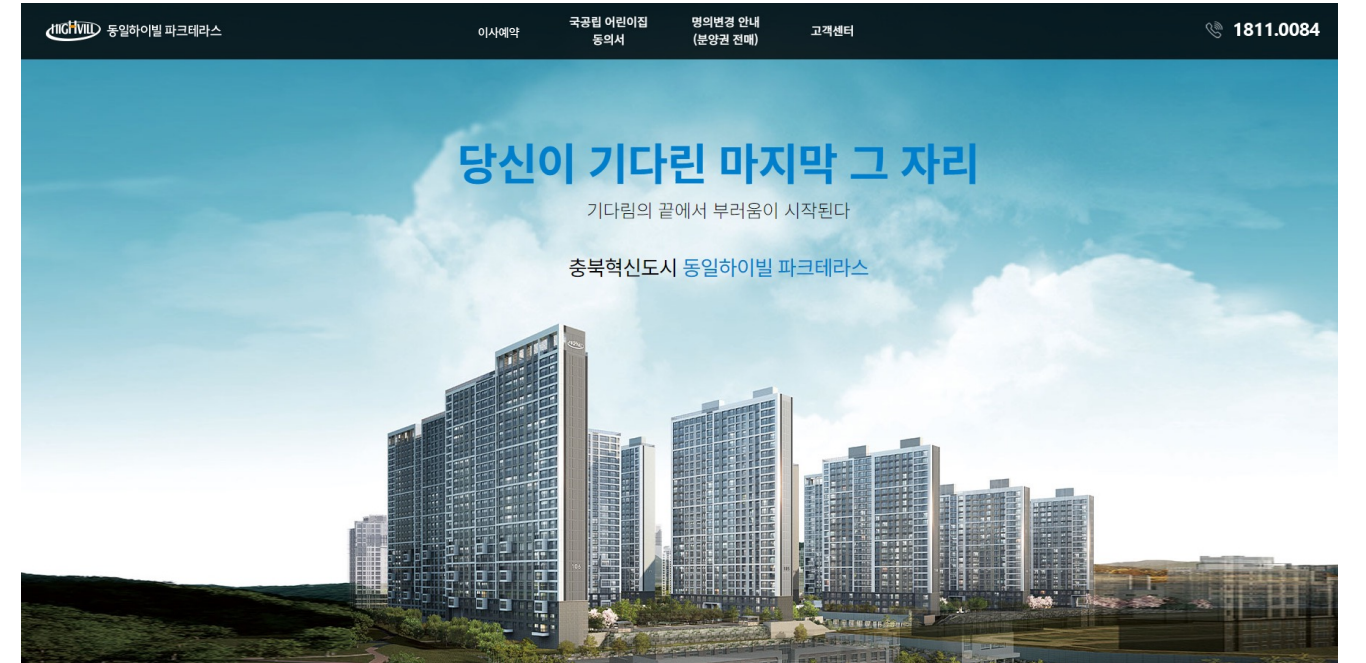 HIGHVILL 동일하이빌 파크테라스
이사예약
국공립 어린이집
동의서
명의변경 안내
(분양권 전매)
고객센터
1811.0084
당신이 기다린 마지막 그 자리
기다림의 끝에서 부러움이 시작된다
충북혁신도시 동일하이빌 파크테라스
106